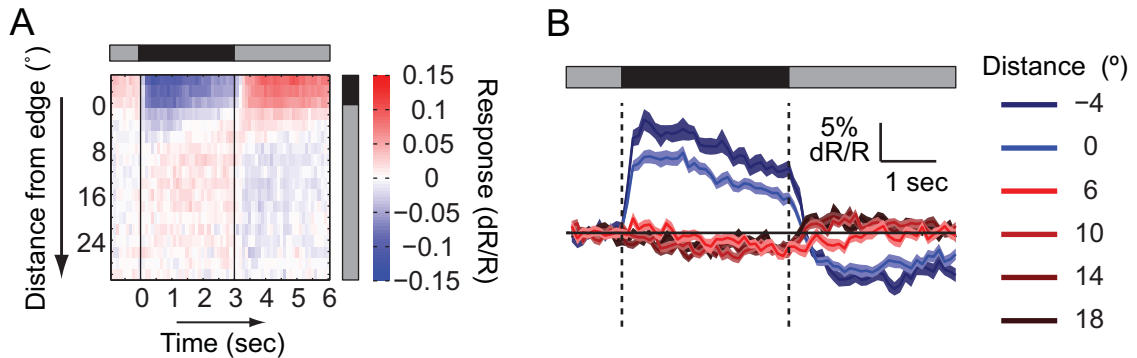 A
Distance from edge (°)
0
8
16
24
0 1 2 3 4 5 6
Time (sec)
0.15
0.1
0.05
0
−0.05
−0.1
−0.15
Response (dR/R)
B
5%
dR/R
1 sec
Distance (º)
−4
0
6
10
14
18